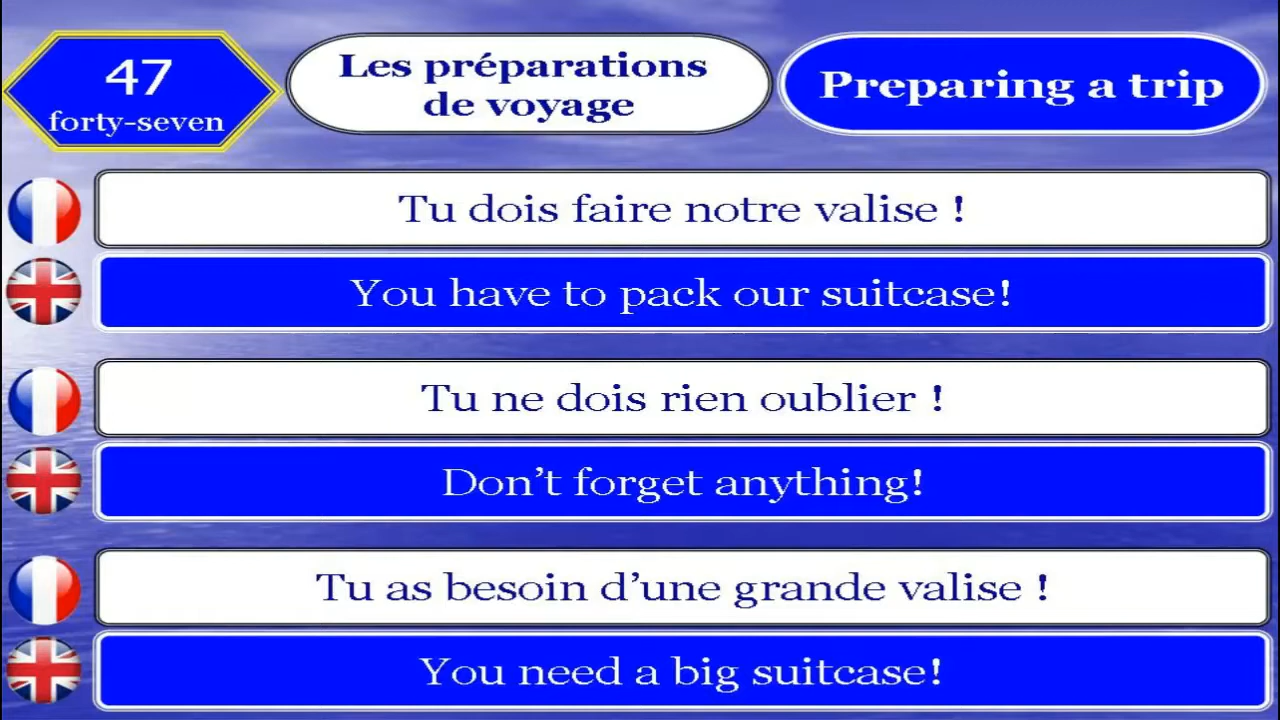 47
forty-seven
Les préparations
de voyage
Preparing a trip
Tu dois faire notre valise !
You have to pack our suitcase!
Tu ne dois rien oublier !
Don’t forget anything!
Tu as besoin d’une grande valise !
You need a big suitcase!